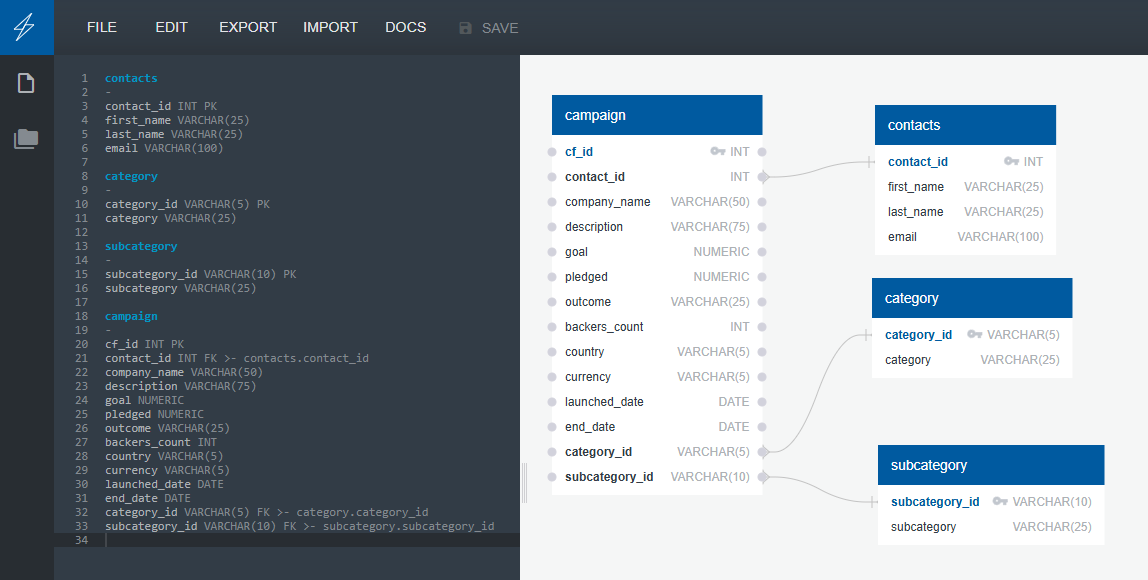 FILE EDIT EXPORT IMPORT DOCS SAVE
1 contacts
2 -
3 contact_id INT PK
4 first_name VARCHAR(25)
5 last_name VARCHAR(25)
6 email VARCHAR(100)
7
8 category
9 -
10 category_id VARCHAR(5) PK
11 category VARCHAR(25)
12
13 subcategory
14 -
15 subcategory_id VARCHAR(10) PK
16 subcategory VARCHAR(25)
17
18 campaign
19 -
20 cf_id INT PK
21 contact_id INT FK >- contacts.contact_id
22 company_name VARCHAR(50)
23 description VARCHAR(75)
24 goal NUMERIC
25 pledged NUMERIC
26 outcome VARCHAR(25)
27 backers_count INT
28 country VARCHAR(5)
29 currency VARCHAR(5)
30 launched_date DATE
31 end_date DATE
32 category_id VARCHAR(5) FK >- category.category_id
33 subcategory_id VARCHAR(10) FK >- subcategory.subcategory_id
34
campaign
cf_id INT
contact_id INT
company_name VARCHAR(50)
description VARCHAR(75)
goal NUMERIC
pledged NUMERIC
outcome VARCHAR(25)
backers_count INT
country VARCHAR(5)
currency VARCHAR(5)
launched_date DATE
end_date DATE
category_id VARCHAR(5)
subcategory_id VARCHAR(10)
contacts
contact_id INT
first_name VARCHAR(25)
last_name VARCHAR(25)
email VARCHAR(100)
category
category_id VARCHAR(5)
category VARCHAR(25)
subcategory
subcategory_id VARCHAR(10)
subcategory VARCHAR(25)